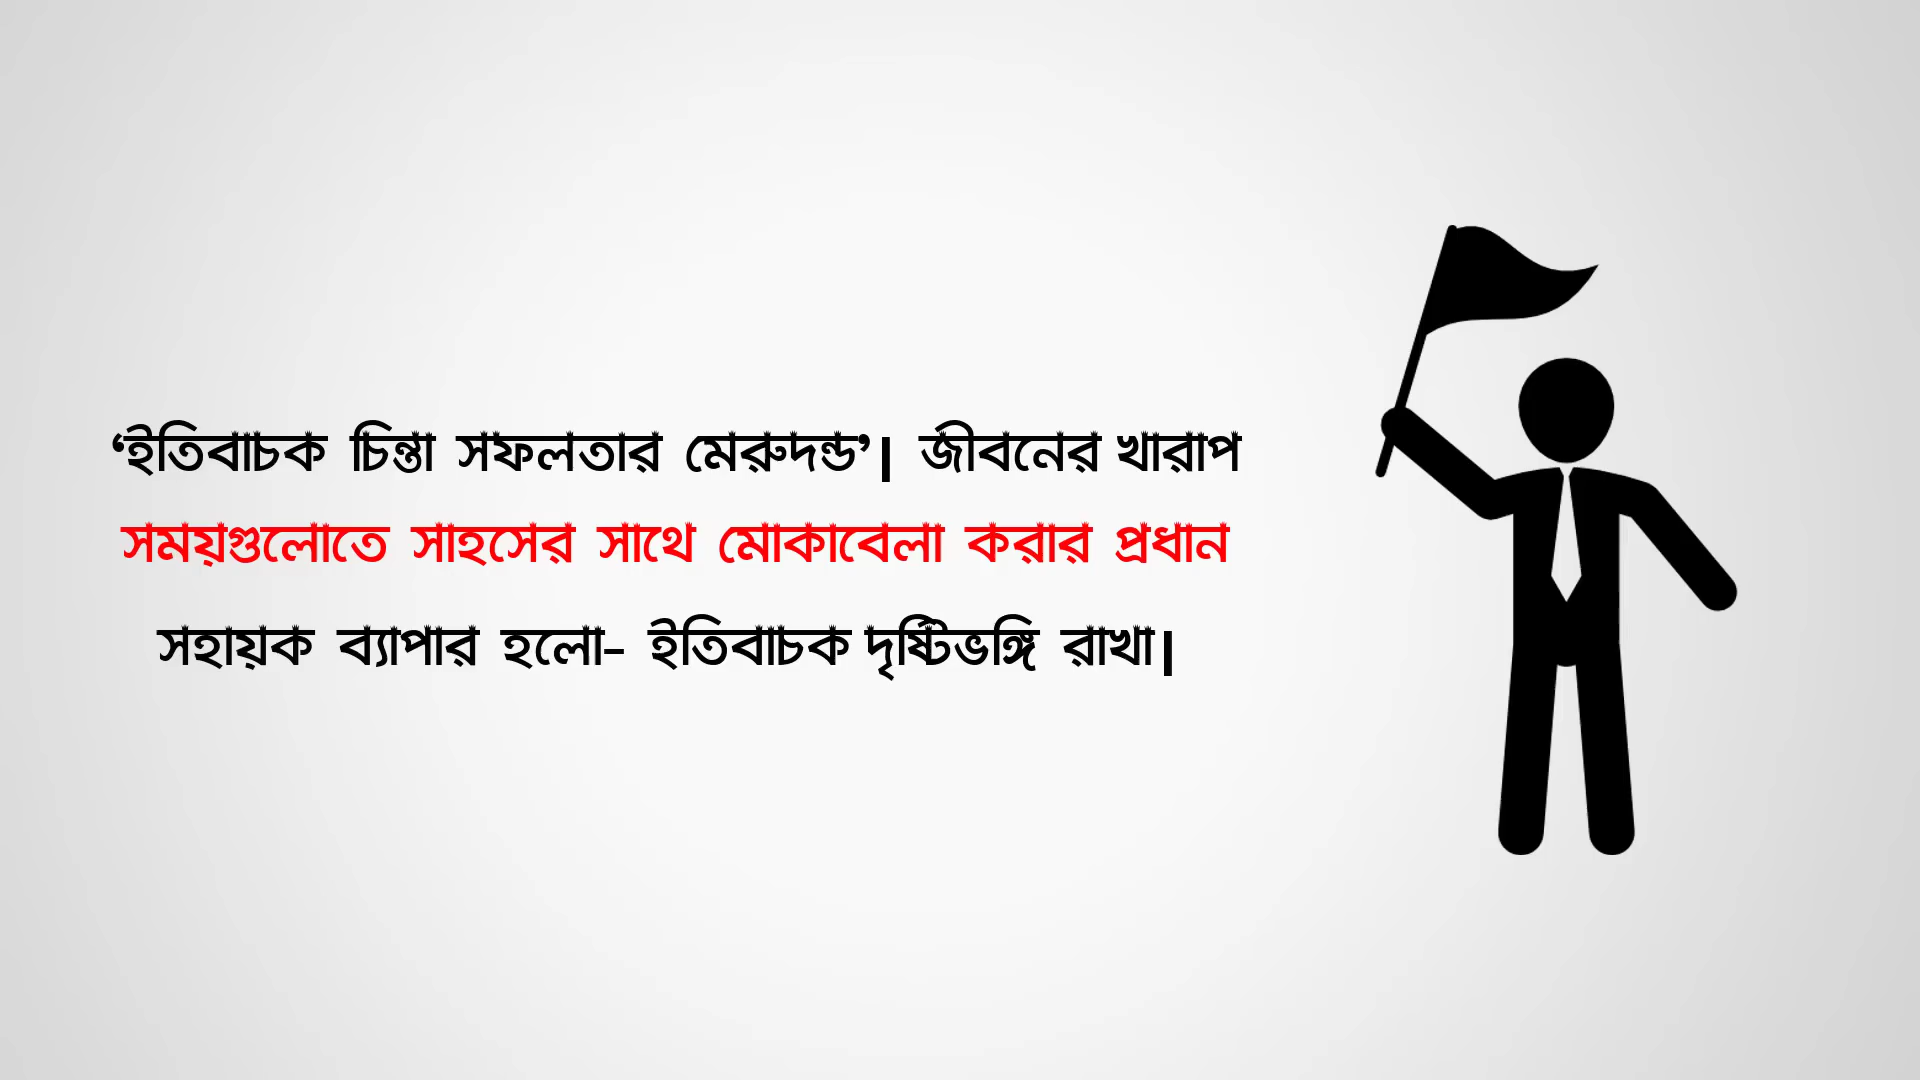 ‘ইতিবাচক চিন্তা সফলতার মেরুদন্ড’। জীবনের খারাপ
সময়গুলোতে সাহসের সাথে মোকাবেলা করার প্রধান
সহায়ক ব্যাপার হলো– ইতিবাচক দৃষ্টিভঙ্গি রাখা।